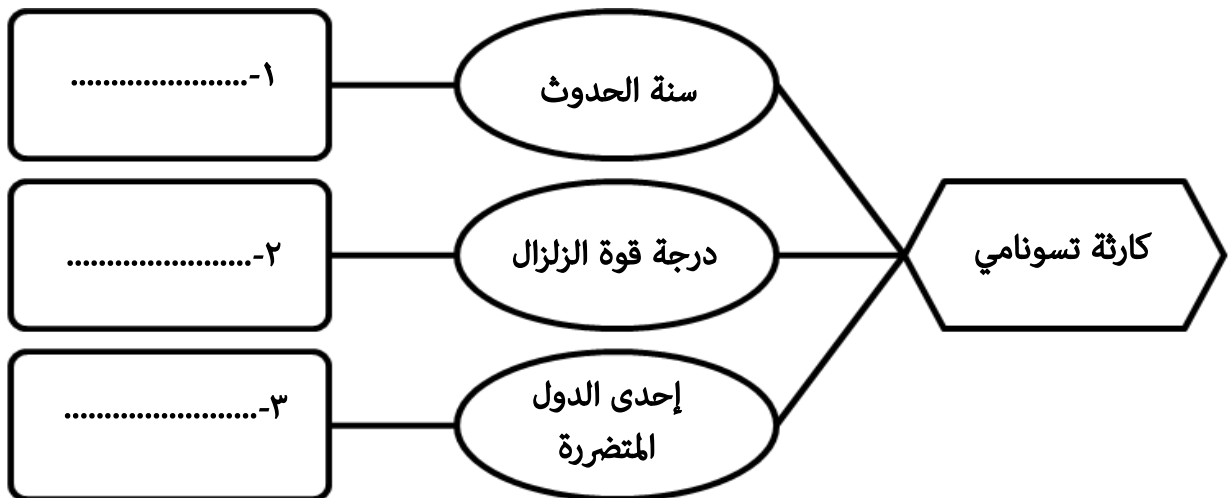 كارثة تسونامي
سنة الحدوث
١-......................
درجة قوة الزلزال
٢-.......................
إحدى الدول
المتضررة
٣-........................